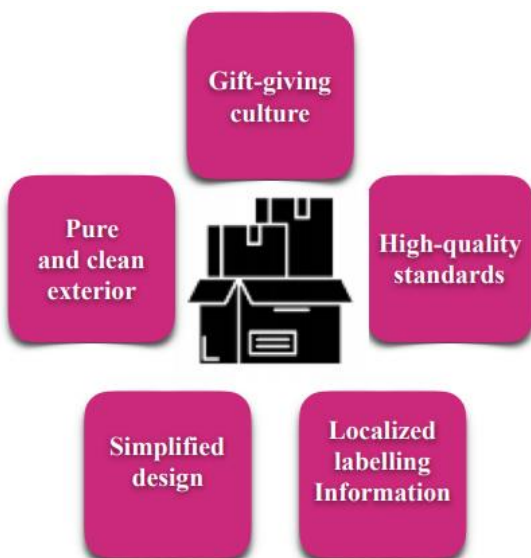 Gift-giving
culture
Pure
and clean
exterior
High-quality
standards
Simplified
design
Localized
labelling
Information